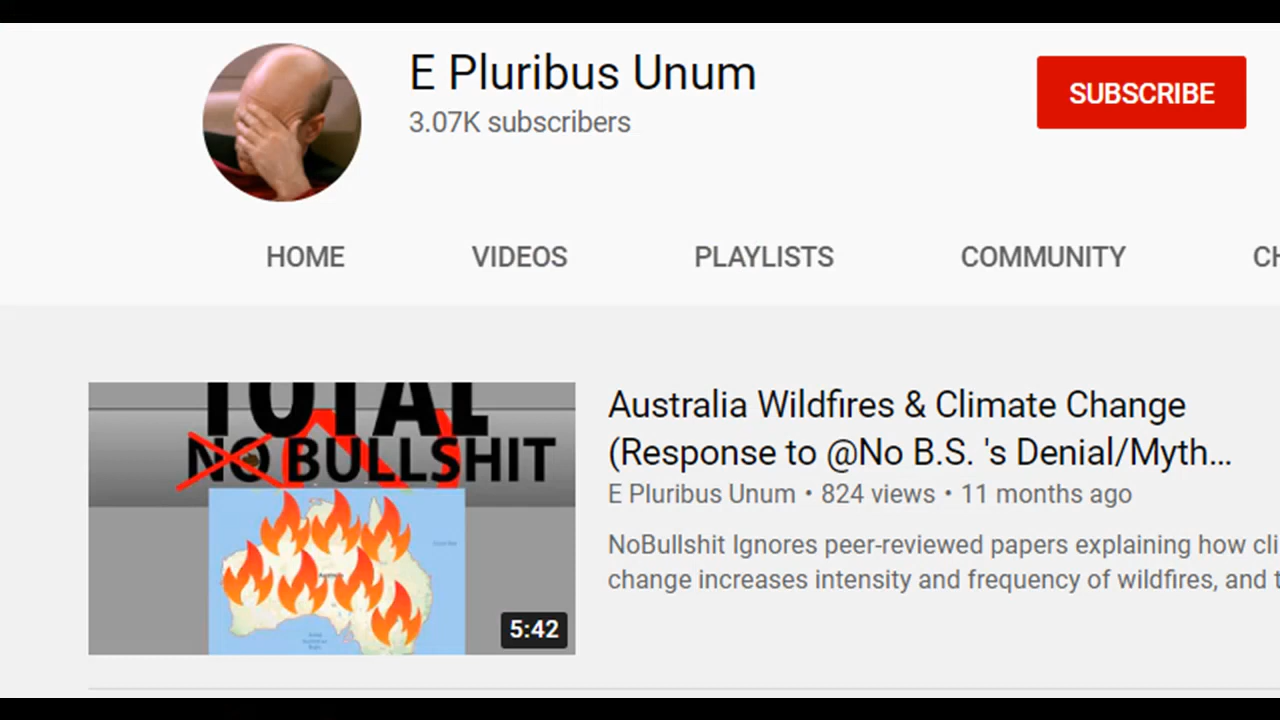 E Pluribus Unum
3.07K subscribers
SUBSCRIBE
HOME VIDEOS PLAYLISTS COMMUNITY CH
TOTAL
NO BULLSHIT
5:42
Australia Wildfires & Climate Change
(Response to @No B.S. 's Denial/Myth...
E Pluribus Unum • 824 views • 11 months ago
NoBullshit Ignores peer-reviewed papers explaining how cli
change increases intensity and frequency of wildfires, and t